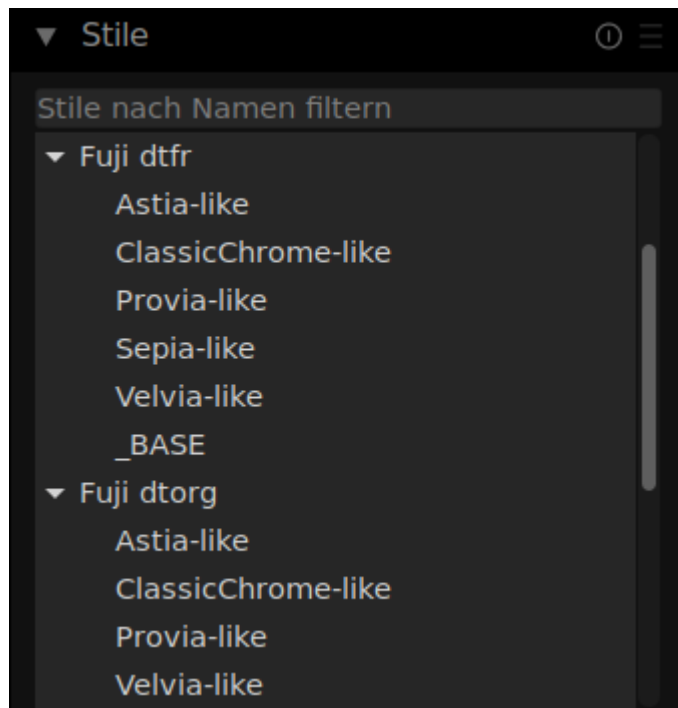 Stile
Stile nach Namen filtern
Fuji dtfr
Astia-like
ClassicChrome-like
Provia-like
Sepia-like
Velvia-like
_BASE
Fuji dtorg
Astia-like
ClassicChrome-like
Provia-like
Velvia-like